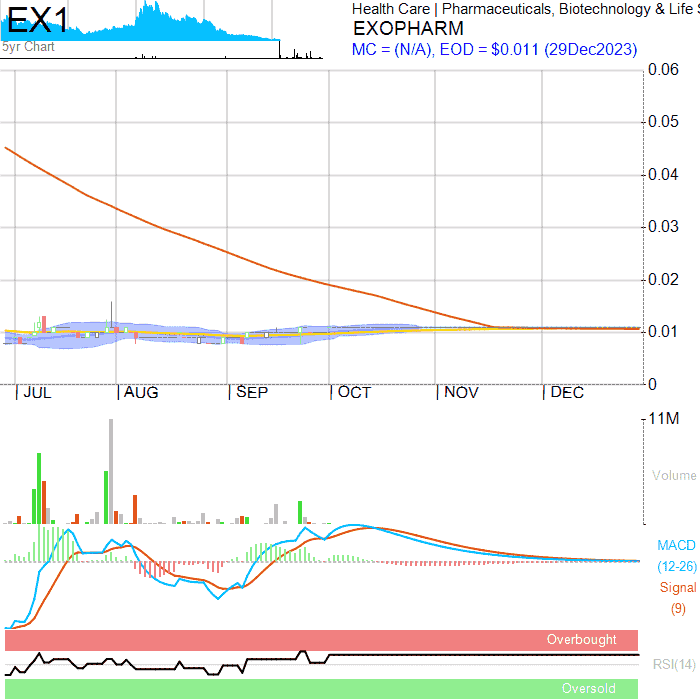 EX1
5yr Chart
Health Care | Pharmaceuticals, Biotechnology & Life S
EXOPHARM
MC = (N/A), EOD = $0.011 (29Dec2023)
0.06
0.05
0.04
0.03
0.02
0.01
0
JUL AUG SEP OCT NOV DEC
11M
Volume
MACD
(12-26)
Signal
(9)
Overbought
RSI(14)
Oversold